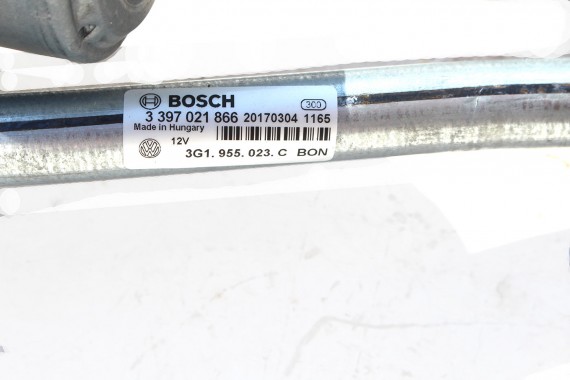 BOSCH 300
3 397 021 866 20170304 1165
Made in Hungary
12V
3G1. 955. 023. C BON